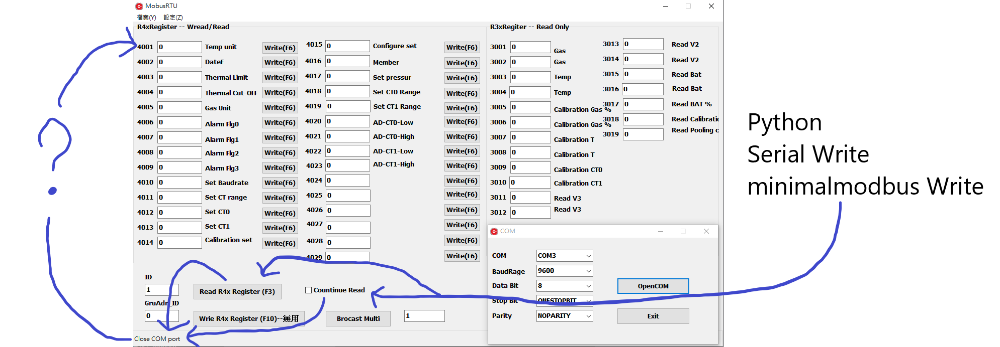 MobusRTU
檔案(Y) 設定(Z)
R4xRegister -- Wread/Read
4001 0 Temp unit Write(F6)
4002 0 DateF Write(F6)
4003 0 Thermal Limit Write(F6)
4004 0 Thermal Cut-OFF Write(F6)
4005 0 Gas Unit Write(F6)
4006 0 Alarm Flg0 Write(F6)
4007 0 Alarm Flg1 Write(F6)
4008 0 Alarm Flg2 Write(F6)
4009 0 Alarm Flg3 Write(F6)
4010 0 Set Baudrate Write(F6)
4011 0 Set CT range Write(F6)
4012 0 Set CT0 Write(F6)
4013 0 Set CT1 Write(F6)
4014 0 Calibration set Write(F6)
4015 0 Configure set Write(F6)
4016 0 Member Write(F6)
4017 0 Set pressur Write(F6)
4018 0 Set CT0 Range Write(F6)
4019 0 Set CT1 Range Write(F6)
4020 0 AD-CT0-Low Write(F6)
4021 0 AD-CT0-High Write(F6)
4022 0 AD-CT1-Low Write(F6)
4023 0 AD-CT1-High Write(F6)
4024 0 Write(F6)
4025 0 Write(F6)
4026 0 Write(F6)
4027 0 Write(F6)
4028 0 Write(F6)
4029 0 Write(F6)
R3xRegiter -- Read Only
3001 0 Gas
3002 0 Gas
3003 0 Temp
3004 0 Temp
3005 0 Calibration Gas %
3006 0 Calibration Gas %
3007 0 Calibration T
3008 0 Calibration T
3009 0 Calibration CT0
3010 0 Calibration CT1
3011 0 Read V3
3012 0 Read V3
3013 0 Read V2
3014 0 Read V2
3015 0 Read Bat
3016 0 Read Bat
3017 0 Read BAT %
3018 0 Read Calibratic
3019 0 Read Pooling c
ID
1
GruAdr_ID
0
Read R4x Register (F3)
Wrie R4x Register (F10)--無用
Countinue Read
Brocast Multi 1
Close COM port
COM
COM COM3
BaudRage 9600
Data Bit 8
Stop Bit ONESTOPBIT
Parity NOPARITY
OpenCOM
Exit
Python
Serial Write
minimalmodbus Write
?